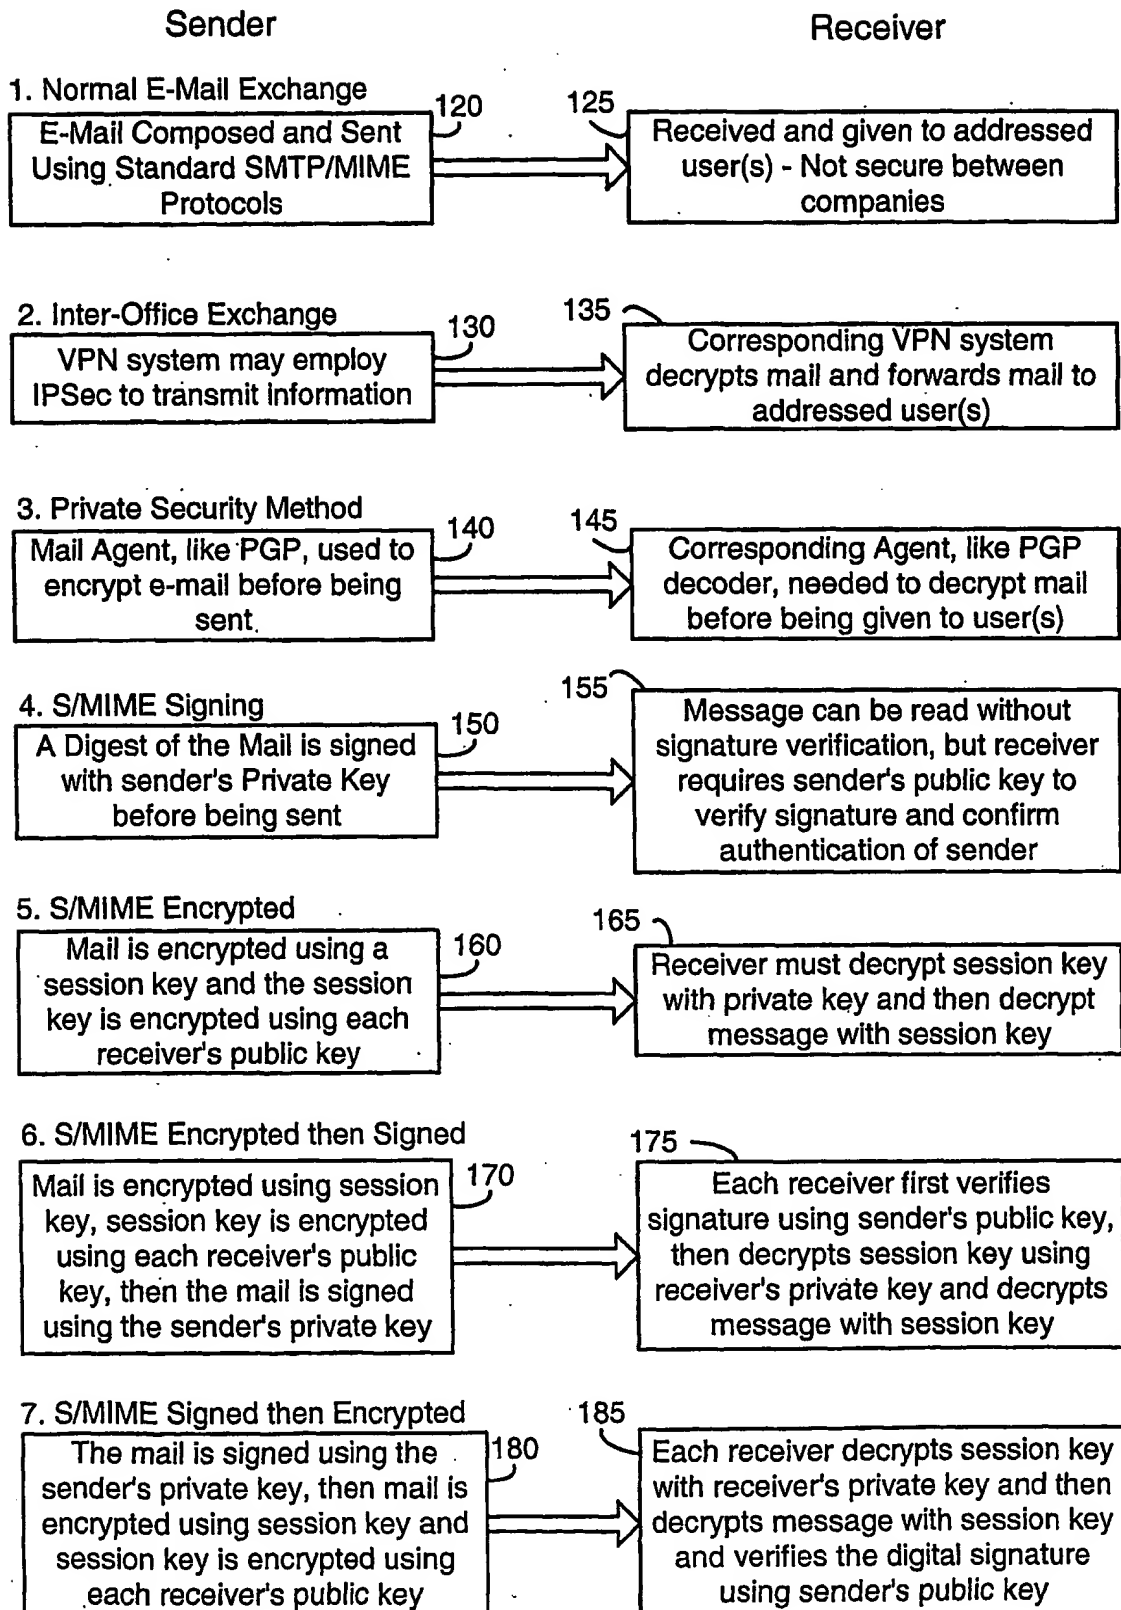 Sender
Receiver
1. Normal E-Mail Exchange
120
125
E-Mail Composed and Sent
Using Standard SMTP/MIME
Protocols
Received and given to addressed
user(s) - Not secure between
companies
2. Inter-Office Exchange
130
135
VPN system may employ
IPSec to transmit information
Corresponding VPN system
decrypts mail and forwards mail to
addressed user(s)
3. Private Security Method
140
145
Mail Agent, like PGP, used to
encrypt e-mail before being
sent
Corresponding Agent, like PGP
decoder, needed to decrypt mail
before being given to user(s)
4. S/MIME Signing
150
155
A Digest of the Mail is signed
with sender's Private Key
before being sent
Message can be read without
signature verification, but receiver
requires sender's public key to
verify signature and confirm
authentication of sender
5. S/MIME Encrypted
160
165
Mail is encrypted using a
session key and the session
key is encrypted using each
receiver's public key
Receiver must decrypt session key
with private key and then decrypt
message with session key
6. S/MIME Encrypted then Signed
170
175
Mail is encrypted using session
key, session key is encrypted
using each receiver's public
key, then the mail is signed
using the sender's private key
Each receiver first verifies
signature using sender's public key,
then decrypts session key using
receiver's private key and decrypts
message with session key
7. S/MIME Signed then Encrypted
180
185
The mail is signed using the
sender's private key, then mail is
encrypted using session key and
session key is encrypted using
each receiver's public key
Each receiver decrypts session key
with receiver's private key and then
decrypts message with session key
and verifies the digital signature
using sender's public key